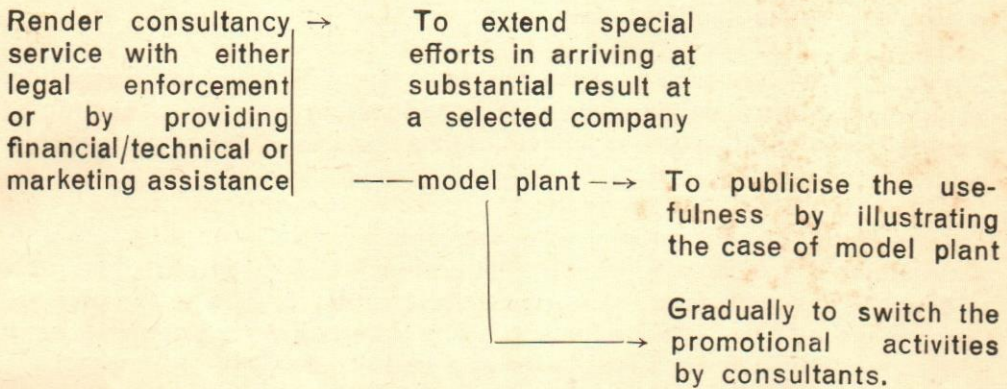 Render consultancy
service with either
legal enforcement
or by providing
financial/technical or
marketing assistance
→ To extend special
efforts in arriving at
substantial result at
a selected company
——model plant –→
To publicise the use-
fulness by illustrating
the case of model plant
Gradually to switch the
promotional activities
by consultants.